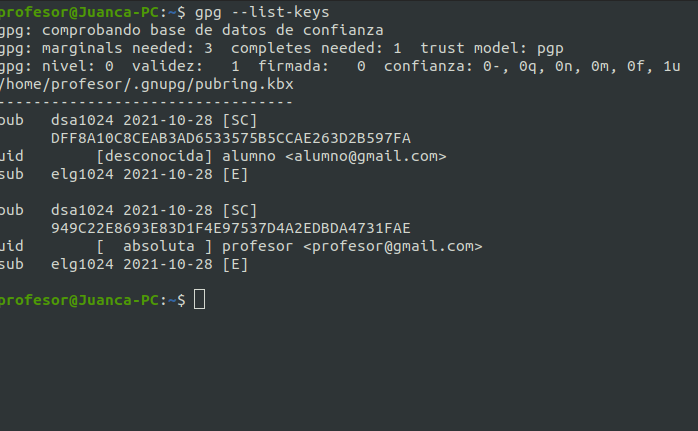 profesor@Juanca-PC:~$ gpg --list-keys
gpg: comprobando base de datos de confianza
gpg: marginals needed: 3  completes needed: 1  trust model: pgp
gpg: nivel: 0  validez:   1  firmada:   0  confianza: 0-, 0q, 0n, 0m, 0f, 1u
/home/profesor/.gnupg/pubring.kbx
---------------------------------
pub   dsa1024 2021-10-28 [SC]
      DFF8A10C8CEAB3AD6533575B5CCAE263D2B597FA
uid        [desconocida] alumno <alumno@gmail.com>
sub   elg1024 2021-10-28 [E]
pub   dsa1024 2021-10-28 [SC]
      949C22E8693E83D1F4E97537D4A2EDBDA4731FAE
uid        [  absoluta ] profesor <profesor@gmail.com>
sub   elg1024 2021-10-28 [E]
profesor@Juanca-PC:~$